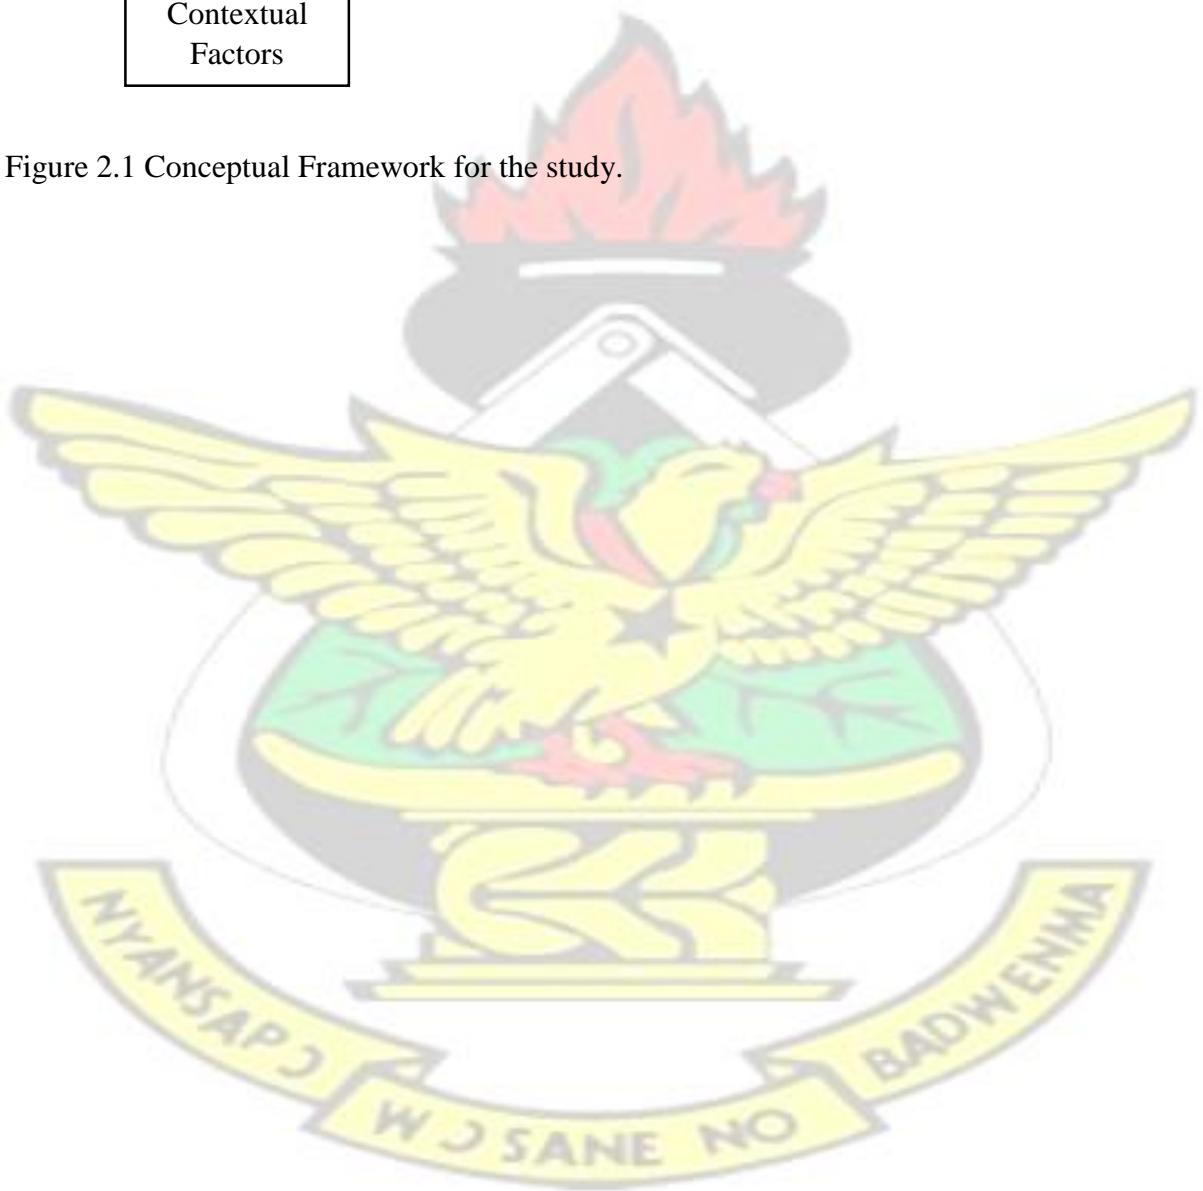 Contextual
Factors
Figure 2.1 Conceptual Framework for the study.
NYANSAPƆ
WƆSANE NO
BADWENMA